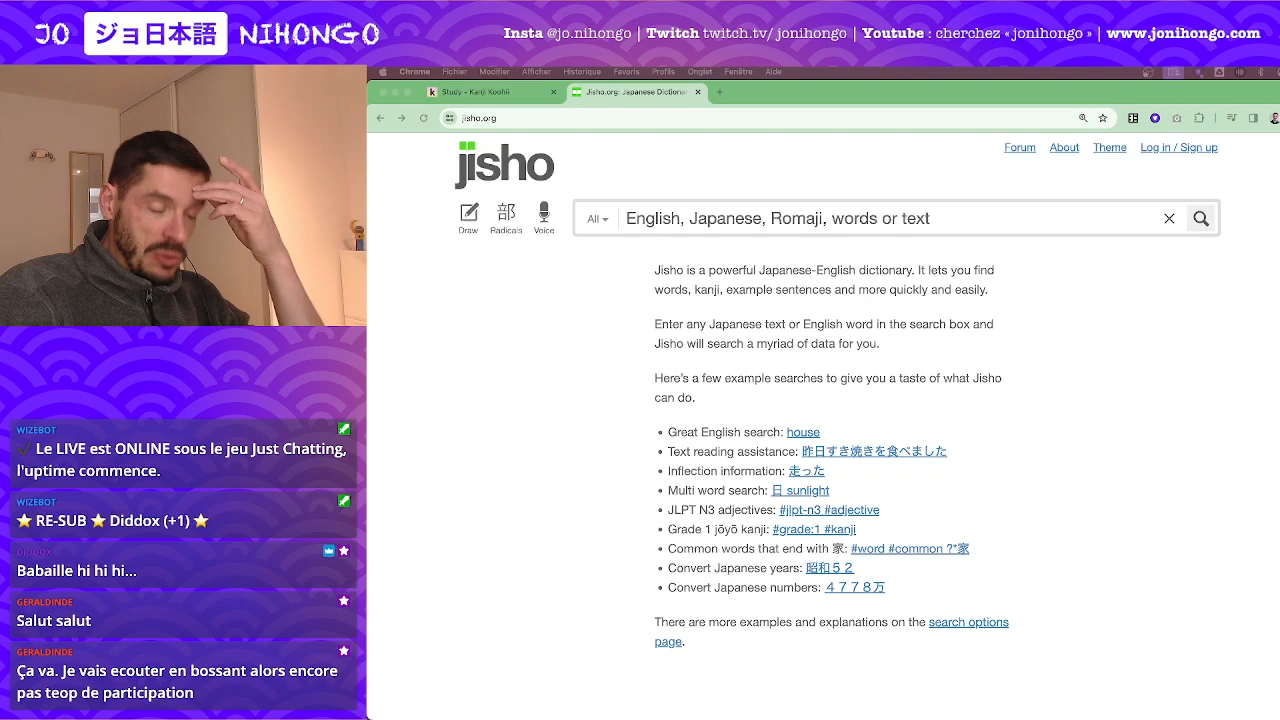 JO ジョ日本語 NIHONGO
Insta @jo.nihongo | Twitch twitch.tv/ jonihongo | Youtube : cherchez « jonihongo » | www.jonihongo.com
Chrome Fichier Modifier Afficher Historique Favoris Profils Onglet Fenêtre Aide
Study - Kanji Koohii
Jisho.org: Japanese Dictionar
jisho.org
jisho
Forum About Theme Log in / Sign up
Draw
部 Radicals
Voice
All
English, Japanese, Romaji, words or text
Jisho is a powerful Japanese-English dictionary. It lets you find
words, kanji, example sentences and more quickly and easily.
Enter any Japanese text or English word in the search box and
Jisho will search a myriad of data for you.
Here's a few example searches to give you a taste of what Jisho
can do.
• Great English search: house
• Text reading assistance: 昨日すき焼きを食べました
• Inflection information: 走った
• Multi word search: 日 sunlight
• JLPT N3 adjectives: #jlpt-n3 #adjective
• Grade 1 jōyō kanji: #grade:1 #kanji
• Common words that end with 家: #word #common ?*家
• Convert Japanese years: 昭和５２
• Convert Japanese numbers: ４７７８万
There are more examples and explanations on the search options
page.
WIZEBOT
✔ Le LIVE est ONLINE sous le jeu Just Chatting,
l'uptime commence.
WIZEBOT
⭐ RE-SUB ⭐ Diddox (+1) ⭐
DIDDOX
Babaille hi hi hi...
GERALDINDE
Salut salut
GERALDINDE
Ça va. Je vais ecouter en bossant alors encore
pas teop de participation